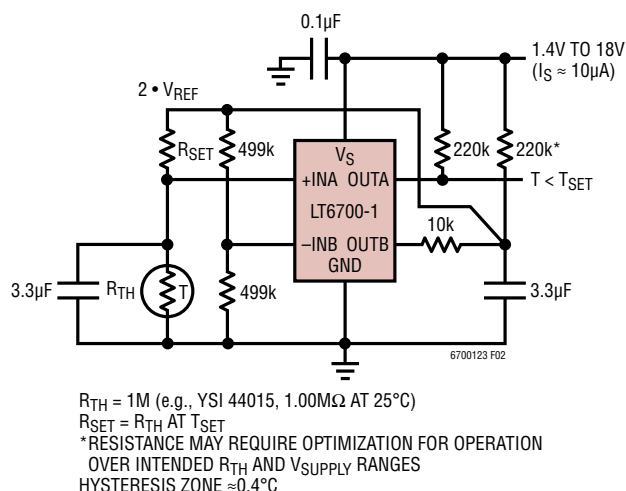 0.1µF
1.4V TO 18V
(IS ≈ 10µA)
2 • VREF
RSET
499k
VS
220k
220k*
+INA OUTA
T < TSET
LT6700-1
10k
–INB OUTB
GND
3.3µF
RTH
T
499k
3.3µF
6700123 F02
RTH = 1M (e.g., YSI 44015, 1.00MΩ AT 25°C)
RSET = RTH AT TSET
*RESISTANCE MAY REQUIRE OPTIMIZATION FOR OPERATION
OVER INTENDED RTH AND VSUPPLY RANGES
HYSTERESIS ZONE ≈0.4°C